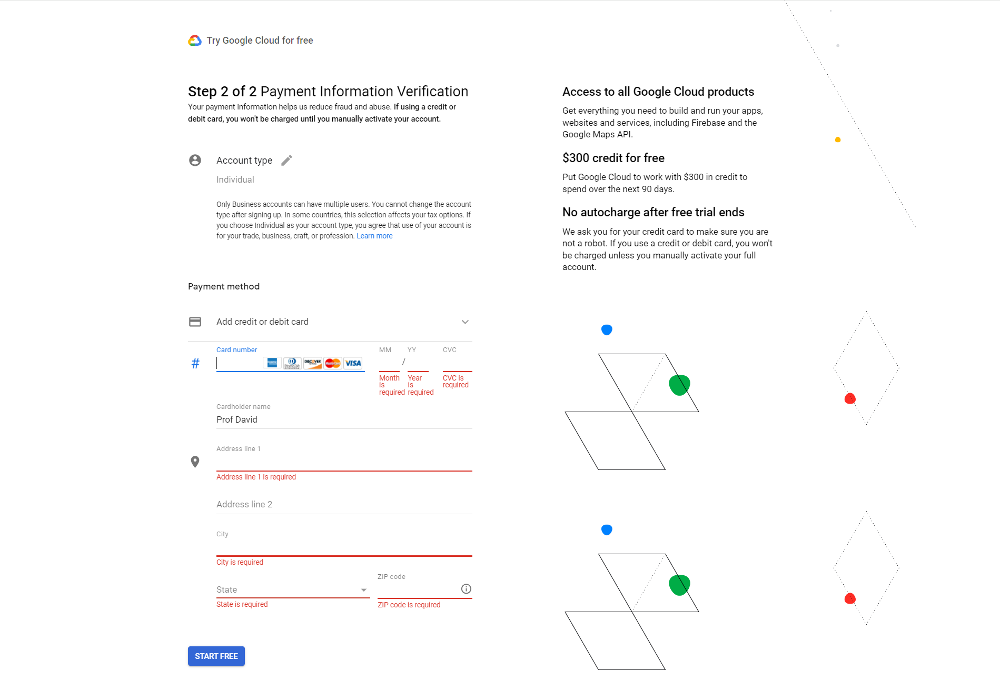 Try Google Cloud for free
Step 2 of 2 Payment Information Verification
Your payment information helps us reduce fraud and abuse. If using a credit or
debit card, you won't be charged until you manually activate your account.
Account type
Individual
Only Business accounts can have multiple users. You cannot change the account
type after signing up. In some countries, this selection affects your tax options. If
you choose Individual as your account type, you agree that use of your account is
for your trade, business, craft, or profession. Learn more
Payment method
Add credit or debit card
Card number
MM
YY
CVC
#
DISCOVER
MasterCard
VISA
/
Month
is
required
Year
is
required
CVC is
required
Cardholder name
Prof David
Address line 1
Address line 1 is required
Address line 2
City
City is required
State
State is required
ZIP code
ZIP code is required
START FREE
Access to all Google Cloud products
Get everything you need to build and run your apps,
websites and services, including Firebase and the
Google Maps API.
$300 credit for free
Put Google Cloud to work with $300 in credit to
spend over the next 90 days.
No autocharge after free trial ends
We ask you for your credit card to make sure you are
not a robot. If you use a credit or debit card, you won't
be charged unless you manually activate your full
account.